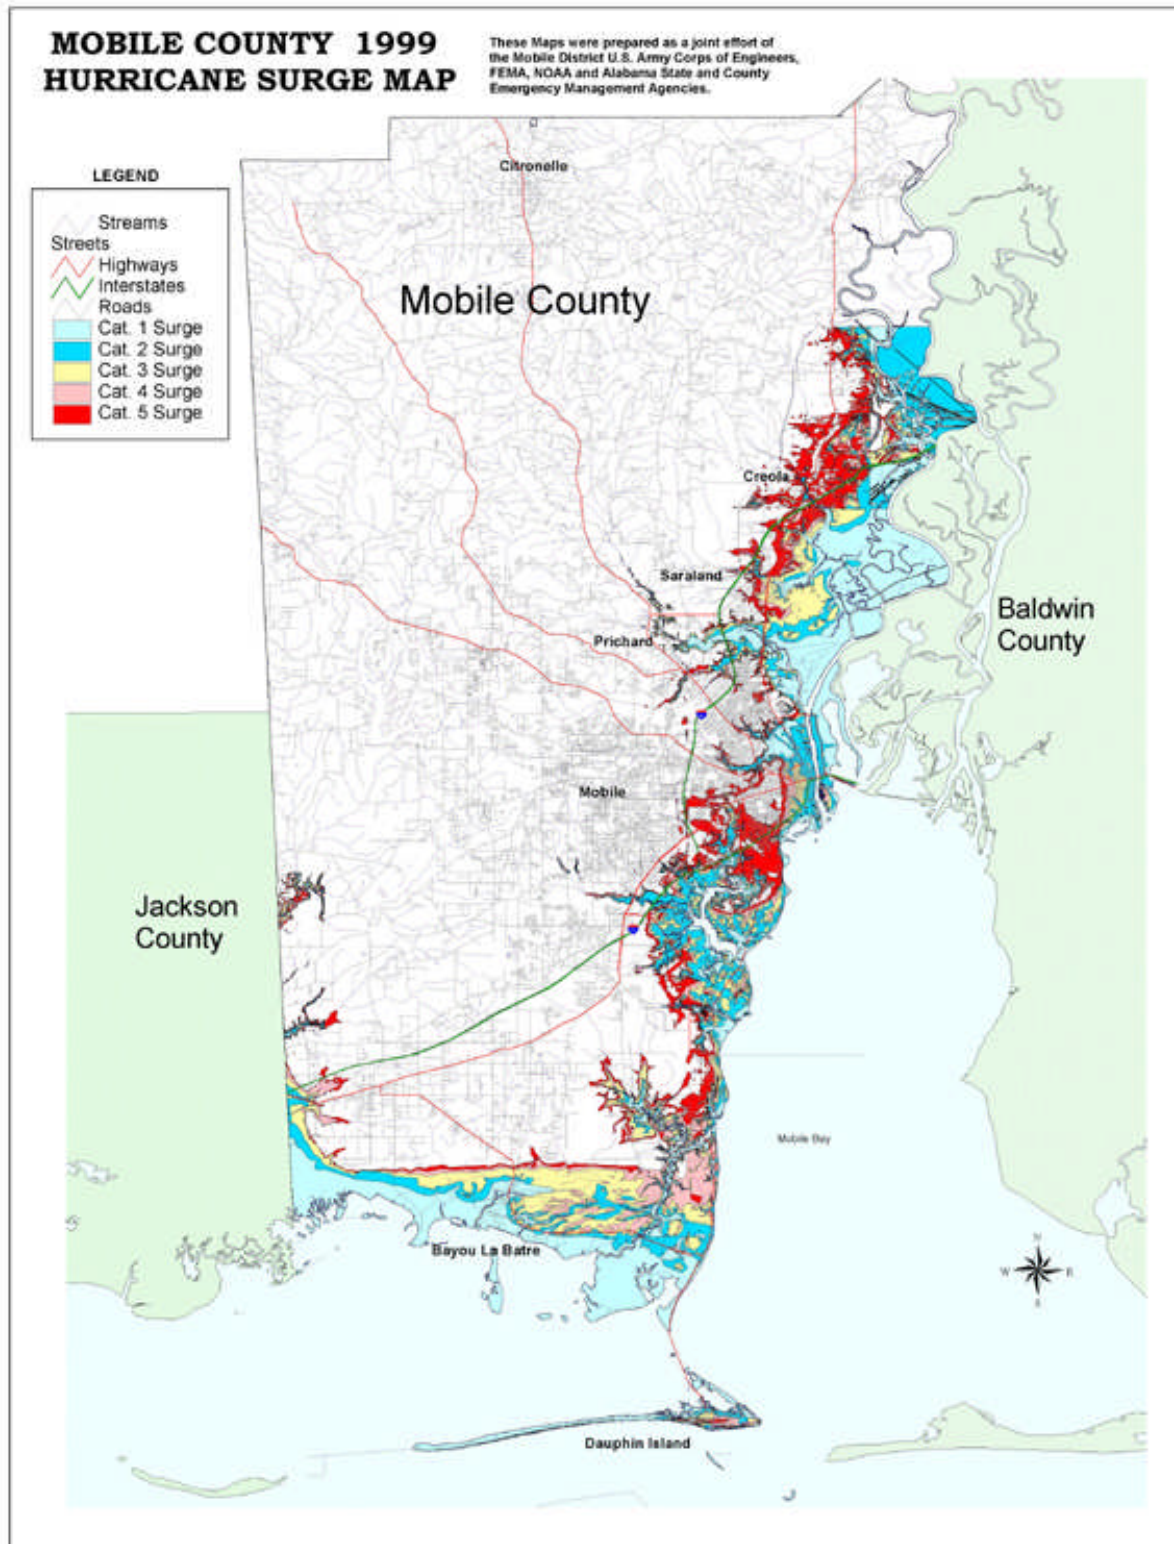 MOBILE COUNTY 1999
HURRICANE SURGE MAP
These Maps were prepared as a joint effort of
the Mobile District U.S. Army Corps of Engineers,
FEMA, NOAA and Alabama State and County
Emergency Management Agencies.
LEGEND
Streams
Streets
Highways
Interstates
Roads
Cat. 1 Surge
Cat. 2 Surge
Cat. 3 Surge
Cat. 4 Surge
Cat. 5 Surge
Citronelle
Mobile County
Creola
Saraland
Prichard
Baldwin
County
Mobile
Jackson
County
Mobile Bay
Bayou La Batre
N
W
E
S
Dauphin Island